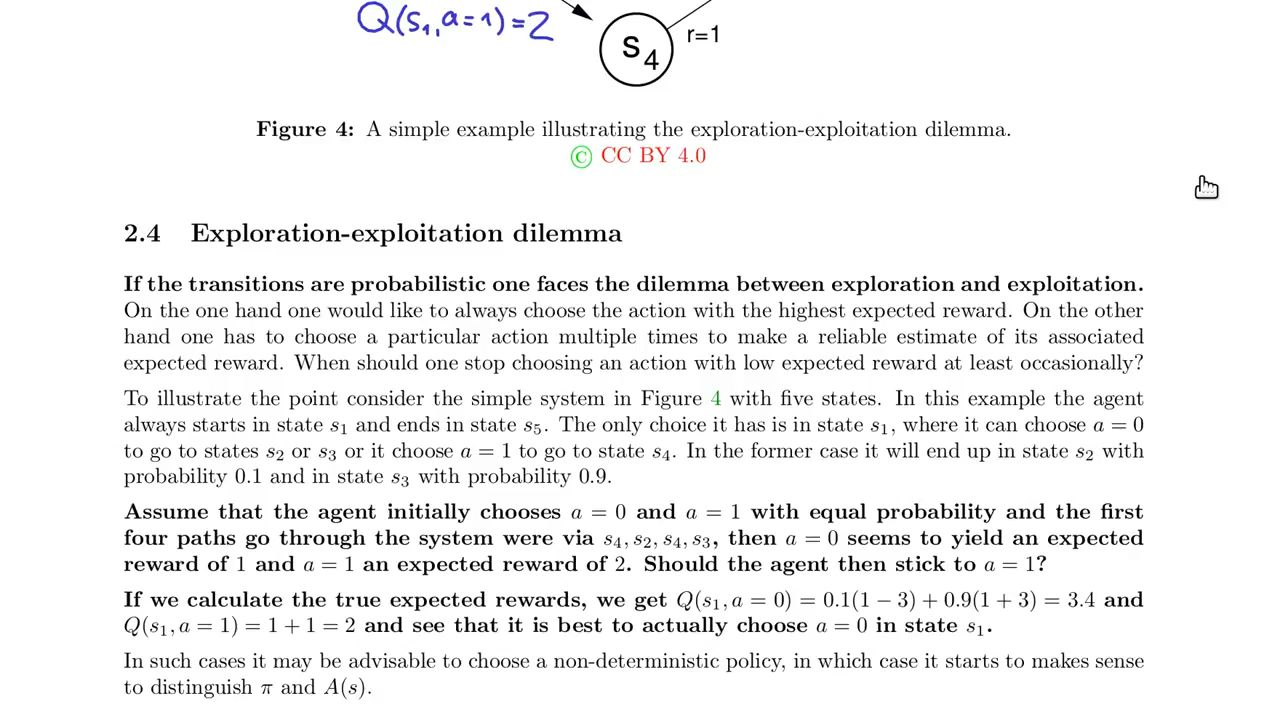 Q(s₁,a=1)=2
s₄
r=1
Figure 4: A simple example illustrating the exploration-exploitation dilemma.
© CC BY 4.0
2.4 Exploration-exploitation dilemma
If the transitions are probabilistic one faces the dilemma between exploration and exploitation.
On the one hand one would like to always choose the action with the highest expected reward. On the other
hand one has to choose a particular action multiple times to make a reliable estimate of its associated
expected reward. When should one stop choosing an action with low expected reward at least occasionally?
To illustrate the point consider the simple system in Figure 4 with five states. In this example the agent
always starts in state s₁ and ends in state s₅. The only choice it has is in state s₁, where it can choose a = 0
to go to states s₂ or s₃ or it choose a = 1 to go to state s₄. In the former case it will end up in state s₂ with
probability 0.1 and in state s₃ with probability 0.9.
Assume that the agent initially chooses a = 0 and a = 1 with equal probability and the first
four paths go through the system were via s₄, s₂, s₄, s₃, then a = 0 seems to yield an expected
reward of 1 and a = 1 an expected reward of 2. Should the agent then stick to a = 1?
If we calculate the true expected rewards, we get Q(s₁, a = 0) = 0.1(1 − 3) + 0.9(1 + 3) = 3.4 and
Q(s₁, a = 1) = 1 + 1 = 2 and see that it is best to actually choose a = 0 in state s₁.
In such cases it may be advisable to choose a non-deterministic policy, in which case it starts to makes sense
to distinguish π and A(s).